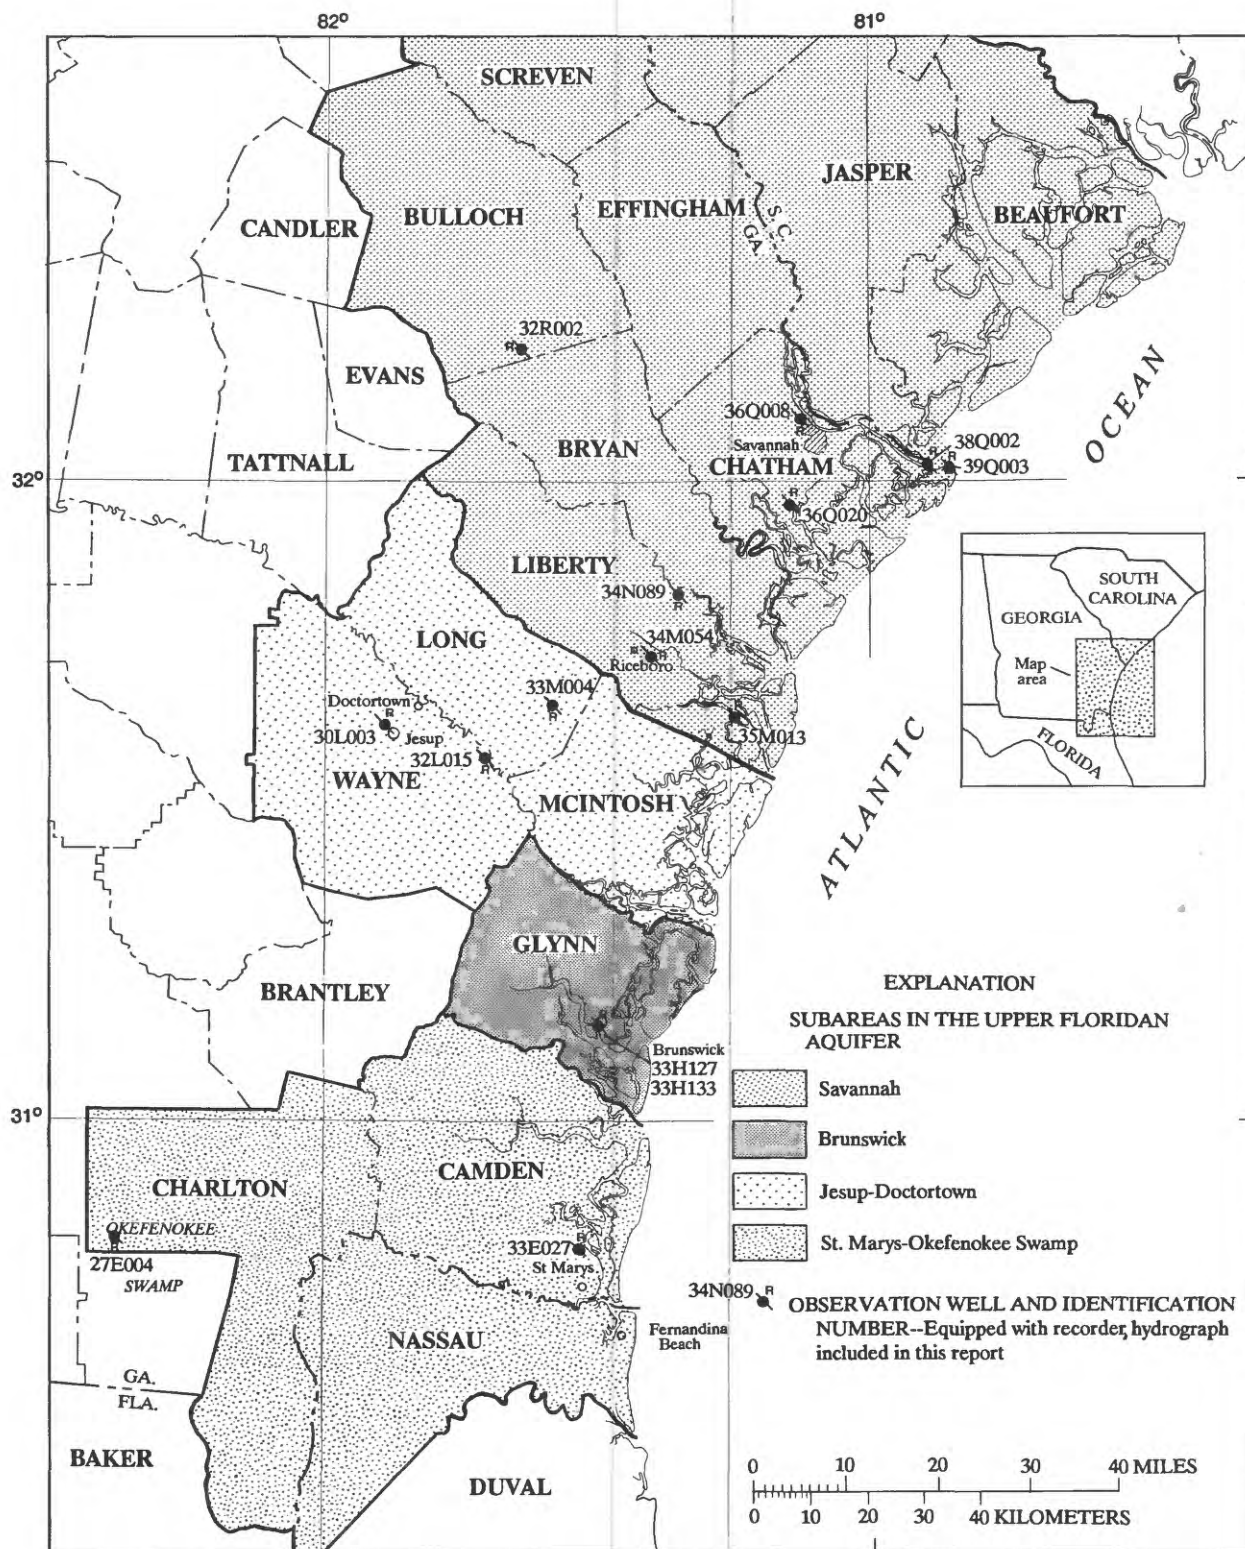 82°
81°
SCREVEN
JASPER
CANDLER
BULLOCH
EFFINGHAM
BEAUFORT
S. C.
GA.
32R002
EVANS
OCEAN
36Q008
38Q002
Savannah
BRYAN
TATTNALL
CHATHAM
39Q003
32°
36Q020
LIBERTY
SOUTH
CAROLINA
34N089
GEORGIA
LONG
34M054
Riceboro
Map
area
33M004
Doctortown
30L003
Jesup
35M013
32L015
FLORIDA
WAYNE
MCINTOSH
ATLANTIC
GLYNN
BRANTLEY
EXPLANATION
SUBAREAS IN THE UPPER FLORIDAN
AQUIFER
Brunswick
33H127
33H133
Savannah
31°
Brunswick
CAMDEN
CHARLTON
Jesup-Doctortown
OKEFENOKEE
St. Marys-Okefenokee Swamp
33E027
27E004
St Marys
SWAMP
34N089
R
OBSERVATION WELL AND IDENTIFICATION
NUMBER--Equipped with recorder, hydrograph
included in this report
NASSAU
Fernandina
Beach
GA.
FLA.
BAKER
DUVAL
0 10 20 30 40 MILES
0 10 20 30 40 KILOMETERS